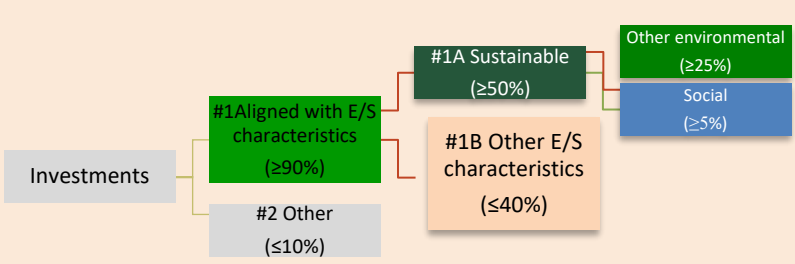 Investments
#1Aligned with E/S
characteristics
(≥90%)
#2 Other
(≤10%)
#1A Sustainable
(≥50%)
#1B Other E/S
characteristics
(≤40%)
Other environmental
(≥25%)
Social
(≥5%)